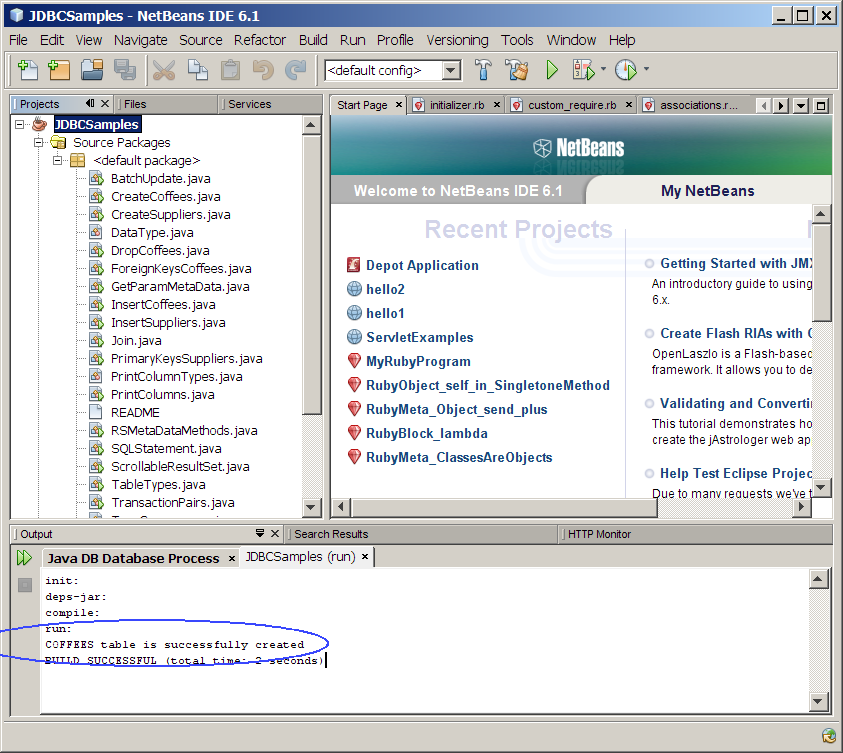 JDBCSamples - NetBeans IDE 6.1
File Edit View Navigate Source Refactor Build Run Profile Versioning Tools Window Help
<default config>
Projects
Files
Services
JDBCSamples
Source Packages
<default package>
BatchUpdate.java
CreateCoffees.java
CreateSuppliers.java
DataType.java
DropCoffees.java
ForeignKeysCoffees.java
GetParamMetaData.java
InsertCoffees.java
InsertSuppliers.java
Join.java
PrimaryKeysSuppliers.java
PrintColumnTypes.java
PrintColumns.java
README
RSMetaDataMethods.java
SQLStatement.java
ScrollableResultSet.java
TableTypes.java
TransactionPairs.java
Start Page
initializer.rb
custom_require.rb
associations.r...
NetBeans
Welcome to NetBeans IDE 6.1
My NetBeans
Recent Projects
Depot Application
hello2
hello1
ServletExamples
MyRubyProgram
RubyObject_self_in_SingletoneMethod
RubyMeta_Object_send_plus
RubyBlock_lambda
RubyMeta_ClassesAreObjects
Getting Started with JMX
An introductory guide to using
6.x.
Create Flash RIAs with
OpenLaszlo is a Flash-based
framework. It allows you to de
Validating and Converti
This tutorial demonstrates ho
create the jAstrologer web ap
Help Test Eclipse Projec
Due to many requests we've t
Output
Search Results
HTTP Monitor
Java DB Database Process
JDBCSamples (run)
init:
deps-jar:
compile:
run:
COFFEES table is successfully created
BUILD SUCCESSFUL (total time: 2 seconds)